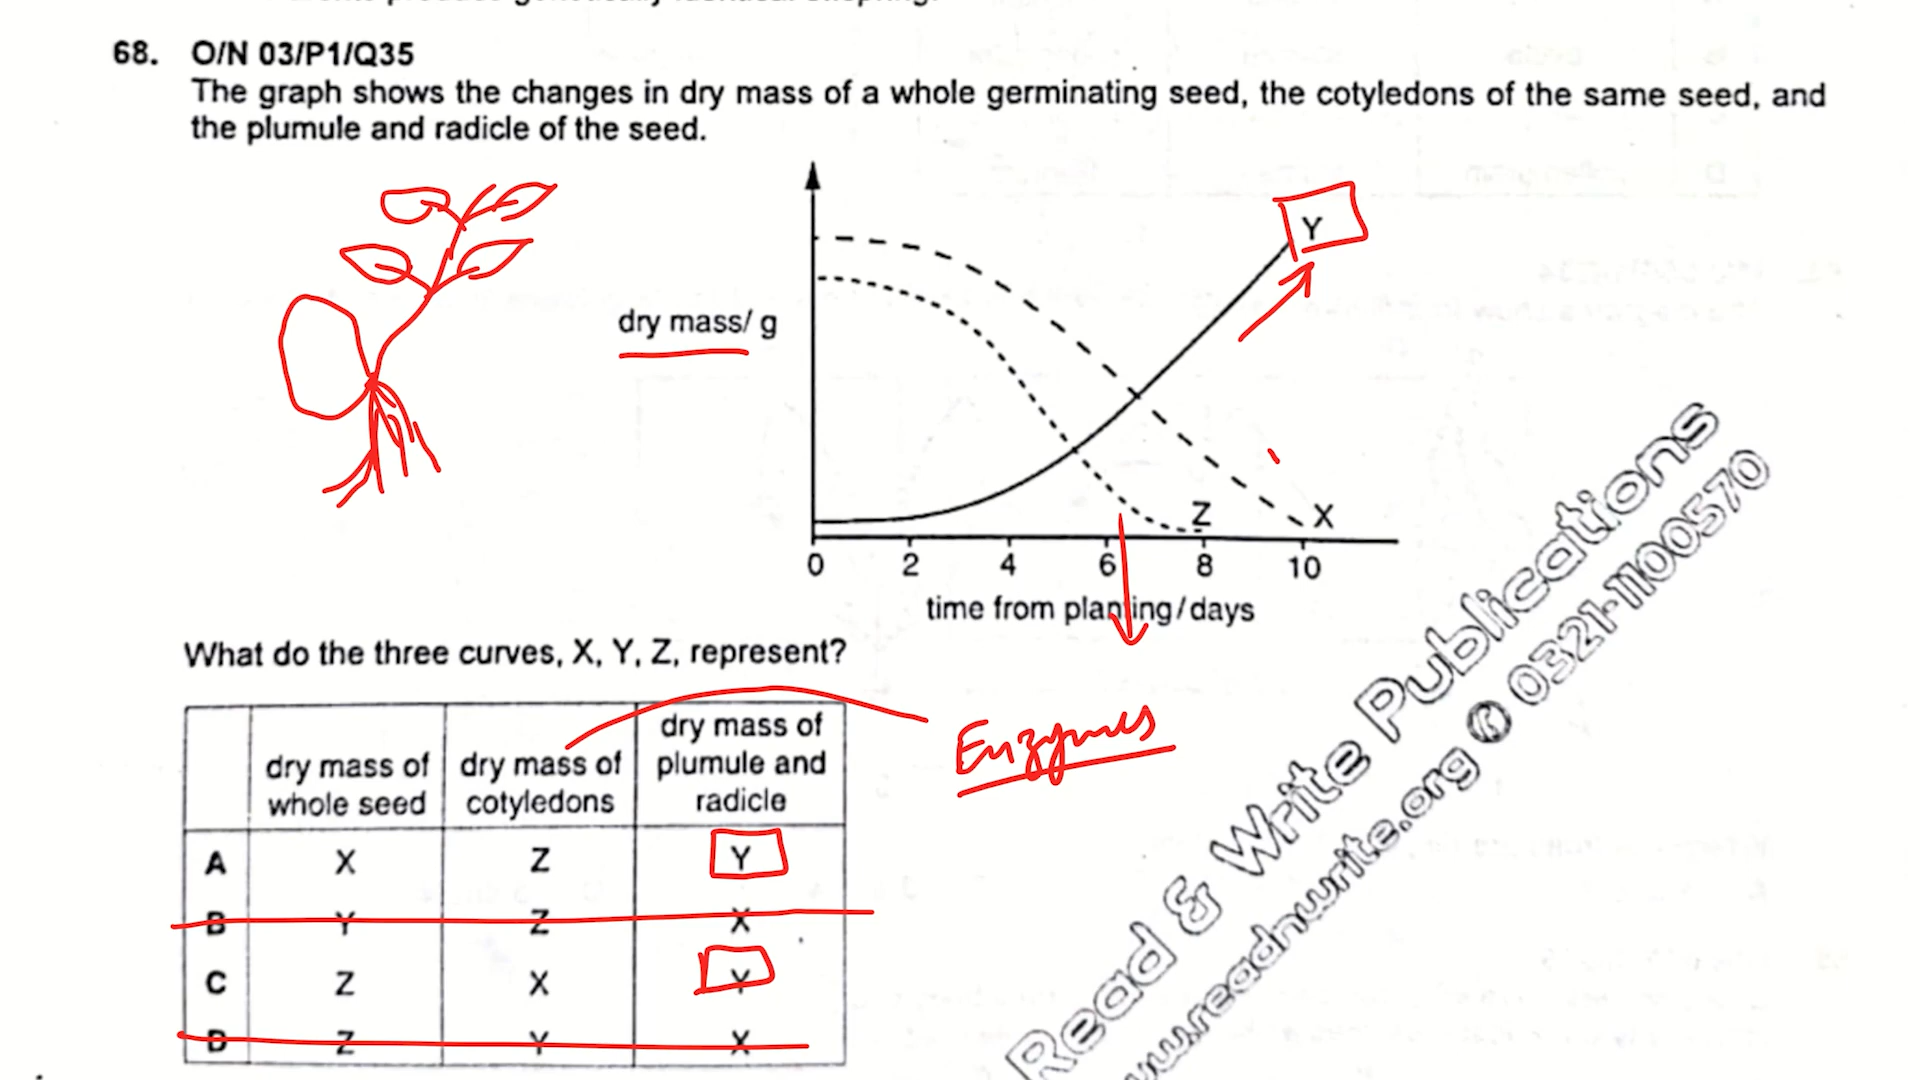 68. O/N 03/P1/Q35
The graph shows the changes in dry mass of a whole germinating seed, the cotyledons of the same seed, and
the plumule and radicle of the seed.
Y
dry mass/ g
Z X
0 2 4 6 8 10
time from planting/days
What do the three curves, X, Y, Z, represent?
dry mass of whole seed dry mass of cotyledons dry mass of plumule and radicle
Enzymes
A X Z Y
B Y Z X
C Z X Y
D Z Y X
Read & Write Publications
www.readnwrite.org ✆ 0321-1100570